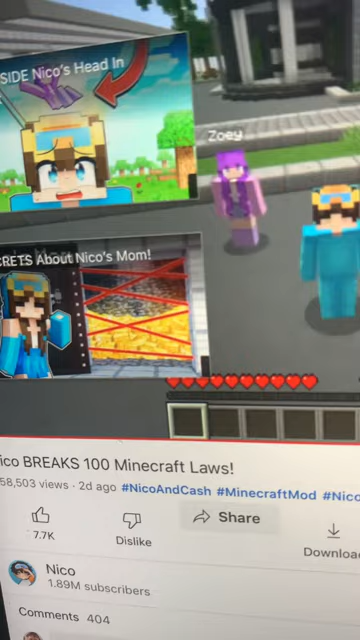 SIDE Nico's Head In
Zoey
CRETS About Nico's Mom!
ico BREAKS 100 Minecraft Laws!
58,503 views · 2d ago #NicoAndCash #MinecraftMod #Nico
7.7K
Dislike
Share
Downloa
Nico
1.89M subscribers
Comments 404